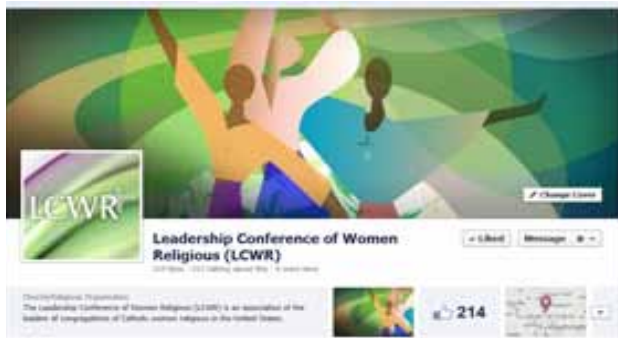 Change Cover
LCWR
Leadership Conference of Women
Religious (LCWR)
Liked
Message
The Leadership Conference of Women Religious (LCWR) is an association of the
leaders of congregations of Catholic women religious in the United States.
214